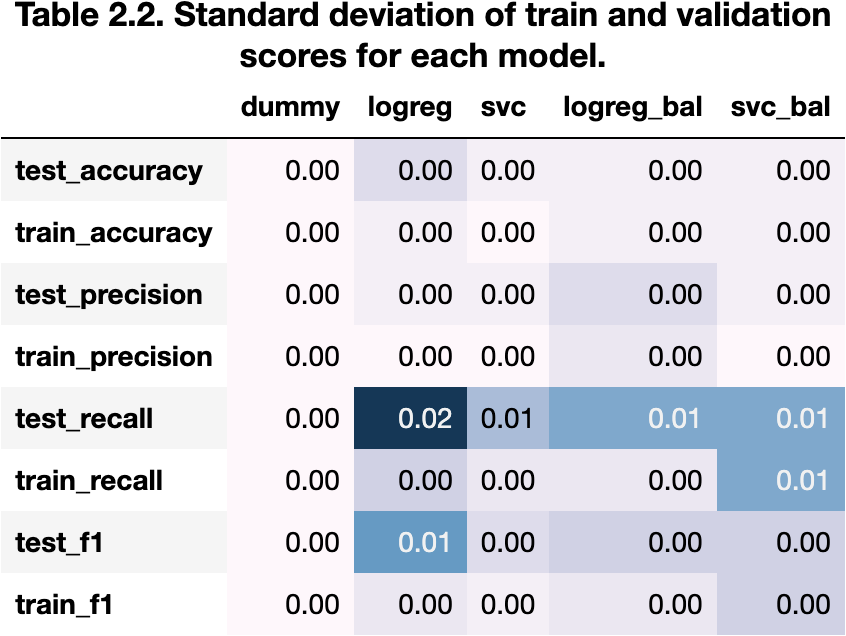 Table 2.2. Standard deviation of train and validation
scores for each model.
dummy logreg svc logreg_bal svc_bal
test_accuracy 0.00 0.00 0.00 0.00 0.00
train_accuracy 0.00 0.00 0.00 0.00 0.00
test_precision 0.00 0.00 0.00 0.00 0.00
train_precision 0.00 0.00 0.00 0.00 0.00
test_recall 0.00 0.02 0.01 0.01 0.01
train_recall 0.00 0.00 0.00 0.00 0.01
test_f1 0.00 0.01 0.00 0.00 0.00
train_f1 0.00 0.00 0.00 0.00 0.00